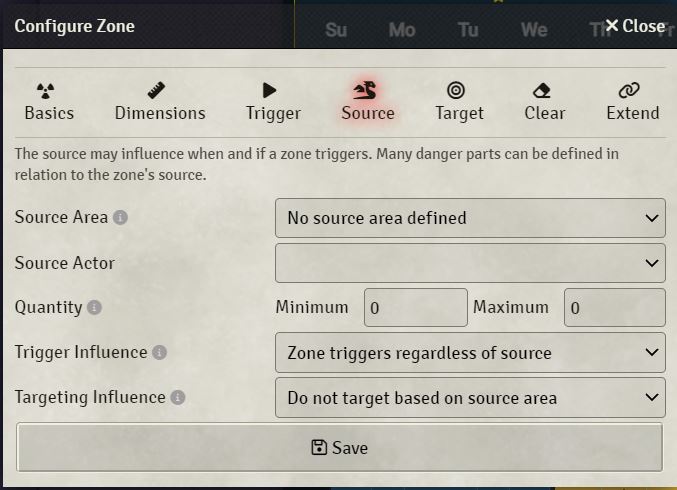 Configure Zone
Su Mo Tu We Th
Close
Basics Dimensions Trigger Source Target Clear Extend
The source may influence when and if a zone triggers. Many danger parts can be defined in
relation to the zone's source.
Source Area No source area defined
Source Actor
Quantity Minimum 0 Maximum 0
Trigger Influence Zone triggers regardless of source
Targeting Influence Do not target based on source area
Save